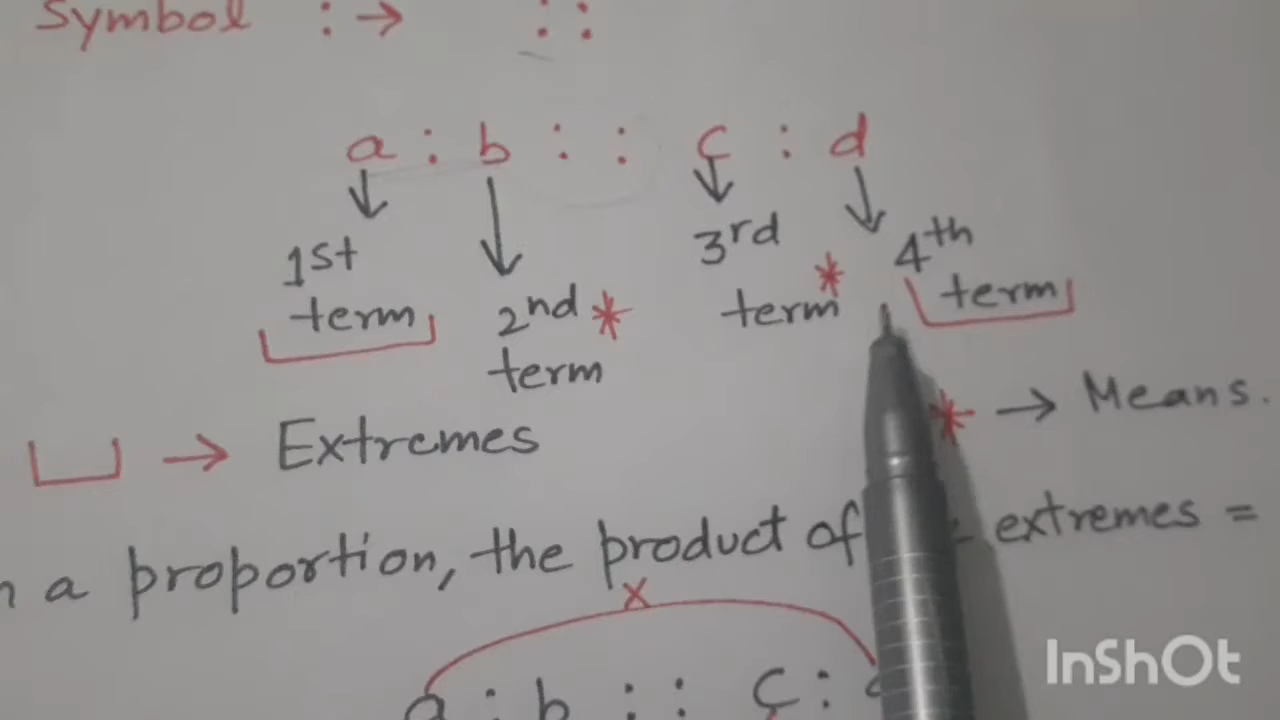 Symbol :→ ::
a : b :: c : d
1st term
2nd * term
3rd term *
4th term
⎵ → Extremes
* → Means.
a proportion, the product of extremes =
x
a : b :: c :
InShOt